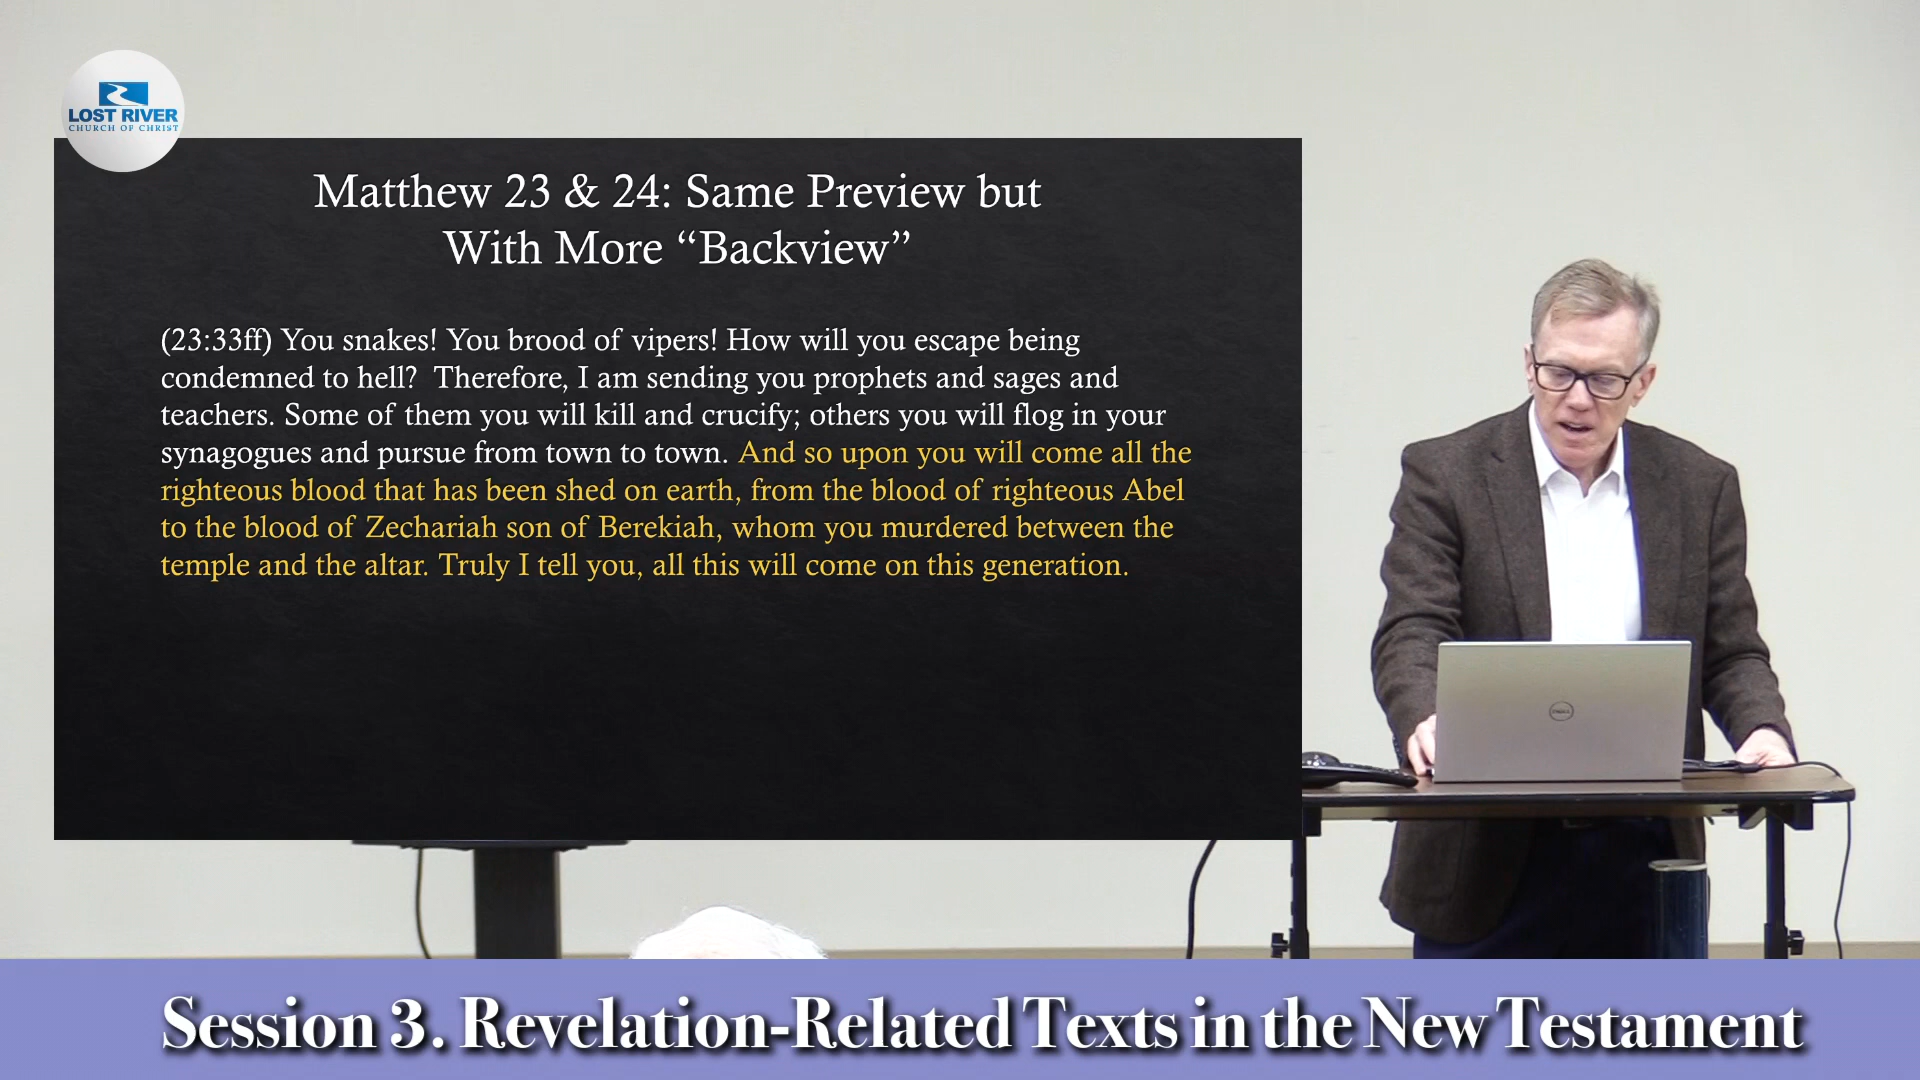 LOST RIVER
CHURCH OF CHRIST
Matthew 23 & 24: Same Preview but
With More “Backview”
(23:33ff) You snakes! You brood of vipers! How will you escape being
condemned to hell?  Therefore, I am sending you prophets and sages and
teachers. Some of them you will kill and crucify; others you will flog in your
synagogues and pursue from town to town. And so upon you will come all the
righteous blood that has been shed on earth, from the blood of righteous Abel
to the blood of Zechariah son of Berekiah, whom you murdered between the
temple and the altar. Truly I tell you, all this will come on this generation.
DELL
Session 3. Revelation-Related Texts in the New Testament